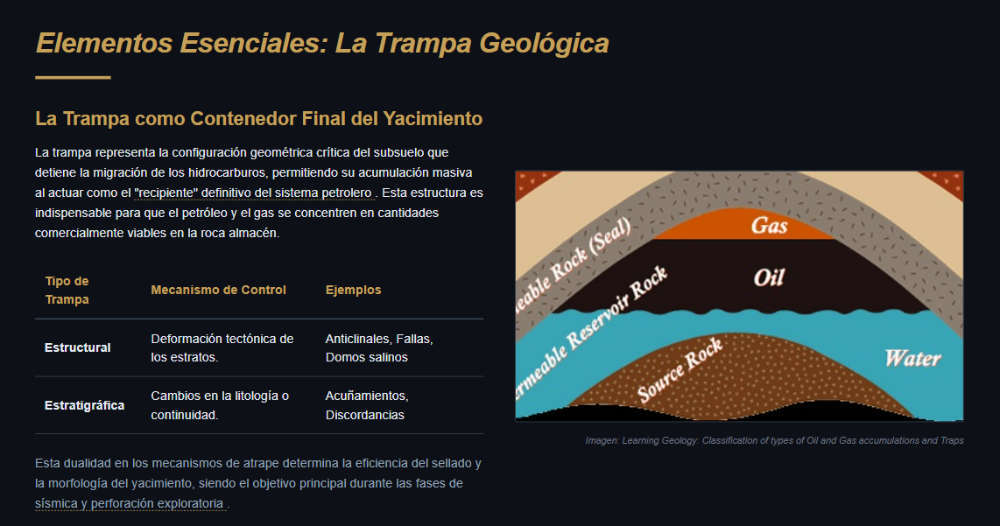 Elementos Esenciales: La Trampa Geológica
La Trampa como Contenedor Final del Yacimiento
La trampa representa la configuración geométrica crítica del subsuelo que
detiene la migración de los hidrocarburos, permitiendo su acumulación masiva
al actuar como el "recipiente" definitivo del sistema petrolero . Esta estructura es
indispensable para que el petróleo y el gas se concentren en cantidades
comercialmente viables en la roca almacén.
Tipo de
Trampa
Mecanismo de Control
Ejemplos
Estructural
Deformación tectónica de
los estratos.
Anticlinales, Fallas,
Domos salinos
Estratigráfica
Cambios en la litología o
continuidad.
Acuñamientos,
Discordancias
Esta dualidad en los mecanismos de atrape determina la eficiencia del sellado y
la morfología del yacimiento, siendo el objetivo principal durante las fases de
sísmica y perforación exploratoria .
Gas
eable Rock (Seal)
Oil
ermeable Reservoir Rock
Source Rock
Water
Imagen: Learning Geology: Classification of types of Oil and Gas accumulations and Traps